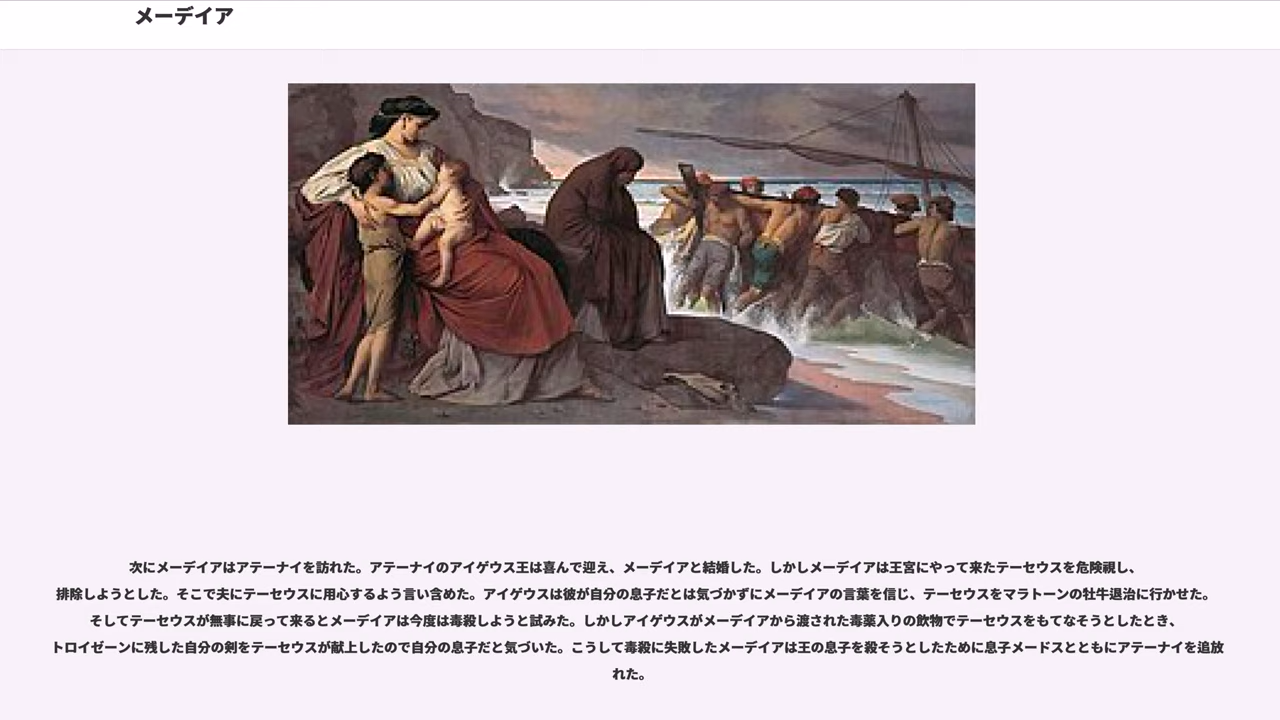 メーデイア
次にメーデイアはアテーナイを訪れた。アテーナイのアイゲウス王は喜んで迎え、メーデイアと結婚した。しかしメーデイアは王宮にやって来たテーセウスを危険視し、
排除しようとした。そこで夫にテーセウスに用心するよう言い含めた。アイゲウスは彼が自分の息子だとは気づかずにメーデイアの言葉を信じ、テーセウスをマラトーンの牡牛退治に行かせた。
そしてテーセウスが無事に戻って来るとメーデイアは今度は毒殺しようと試みた。しかしアイゲウスがメーデイアから渡された毒薬入りの飲物でテーセウスをもてなそうとしたとき、
トロイゼーンに残した自分の剣をテーセウスが献上したので自分の息子だと気づいた。こうして毒殺に失敗したメーデイアは王の息子を殺そうとしたために息子メードスとともにアテーナイを追放
れた。